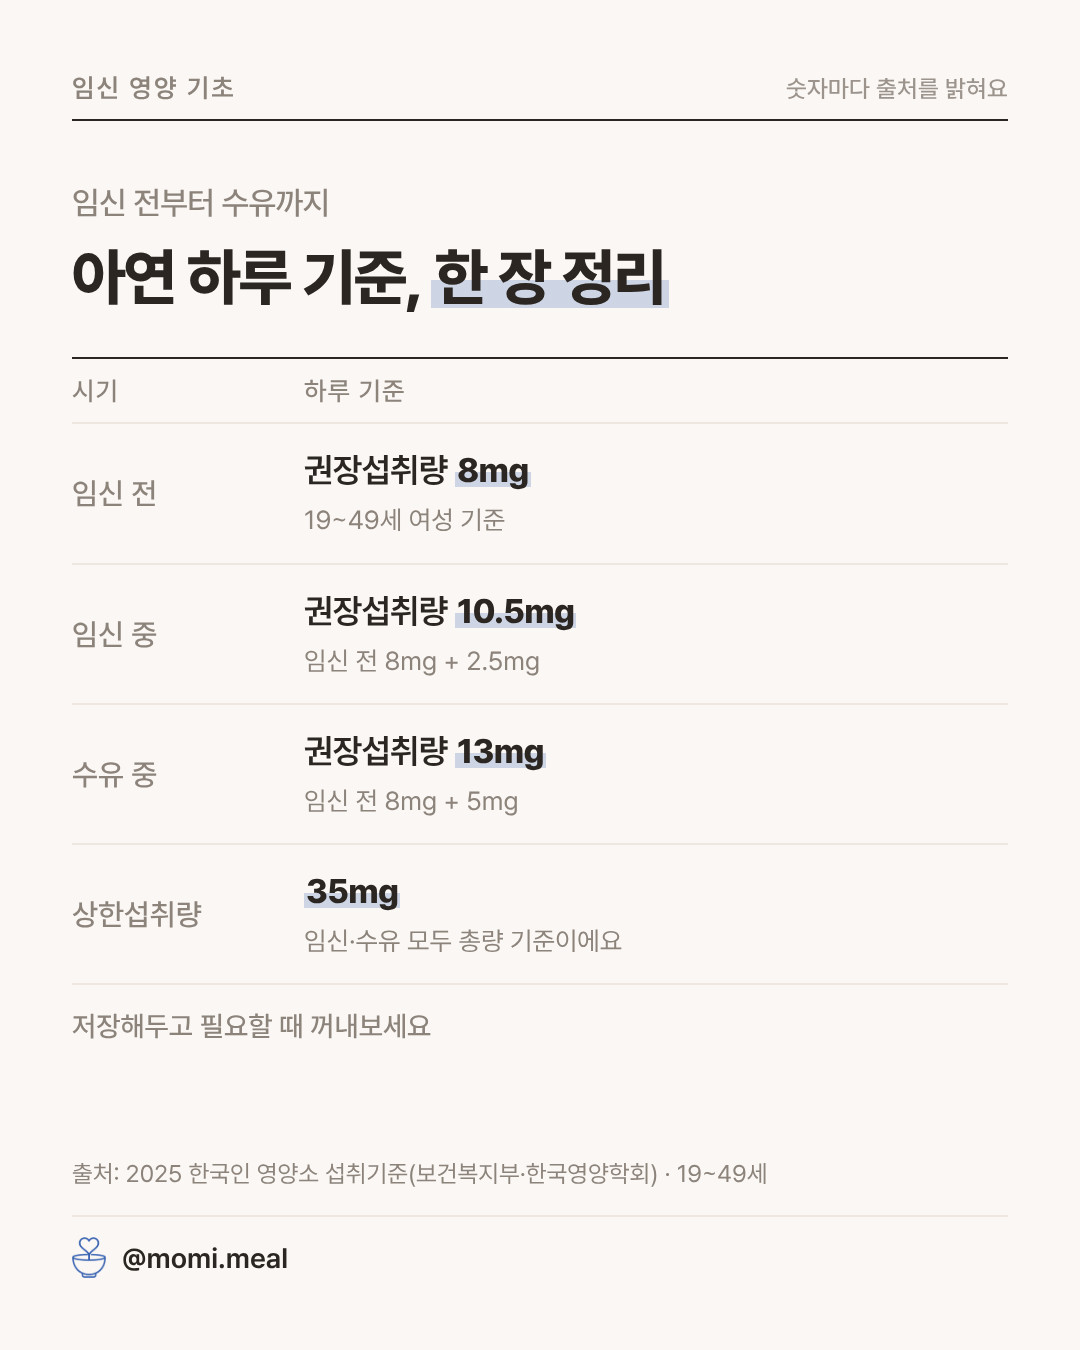 임신 영양 기초
숫자마다 출처를 밝혀요
임신 전부터 수유까지
아연 하루 기준, 한 장 정리
시기 하루 기준
임신 전
권장섭취량 8mg
19~49세 여성 기준
임신 중
권장섭취량 10.5mg
임신 전 8mg + 2.5mg
수유 중
권장섭취량 13mg
임신 전 8mg + 5mg
상한섭취량
35mg
임신·수유 모두 총량 기준이에요
저장해두고 필요할 때 꺼내보세요
출처: 2025 한국인 영양소 섭취기준(보건복지부·한국영양학회) · 19~49세
@momi.meal